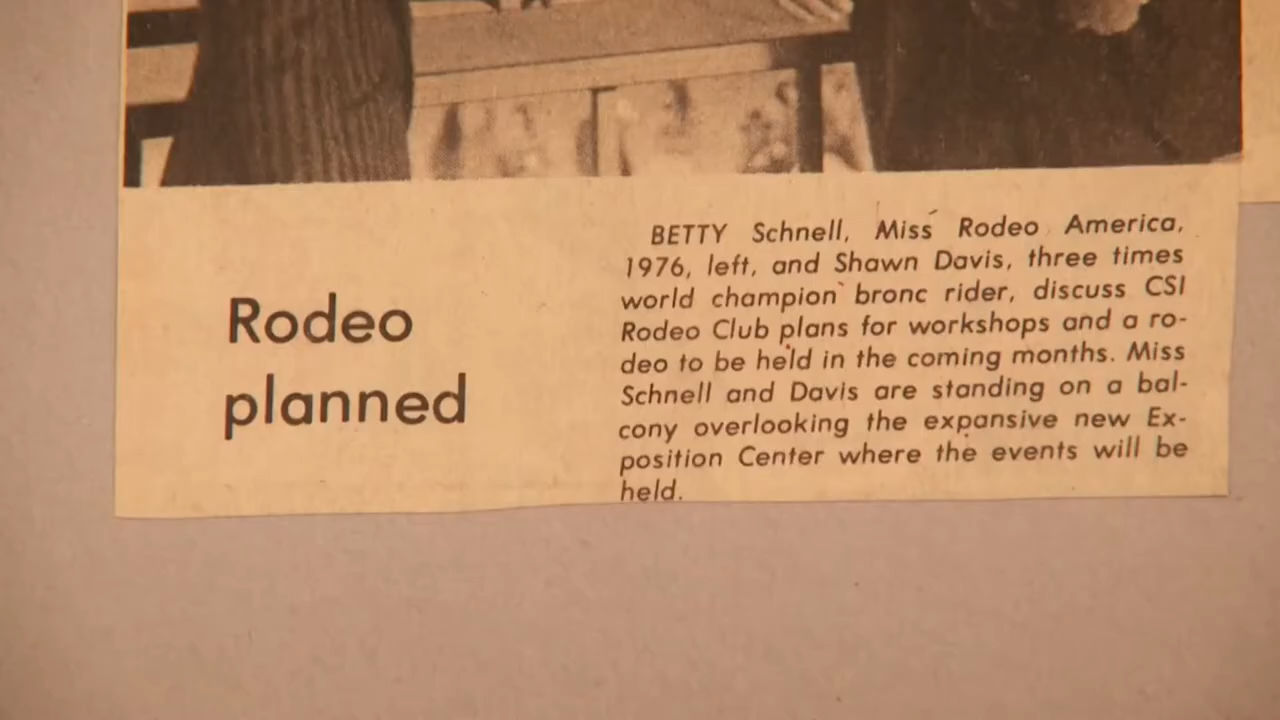 Rodeo
planned
BETTY Schnell, Miss Rodeo America,
1976, left, and Shawn Davis, three times
world champion bronc rider, discuss CSI
Rodeo Club plans for workshops and a ro-
deo to be held in the coming months. Miss
Schnell and Davis are standing on a bal-
cony overlooking the expansive new Ex-
position Center where the events will be
held.